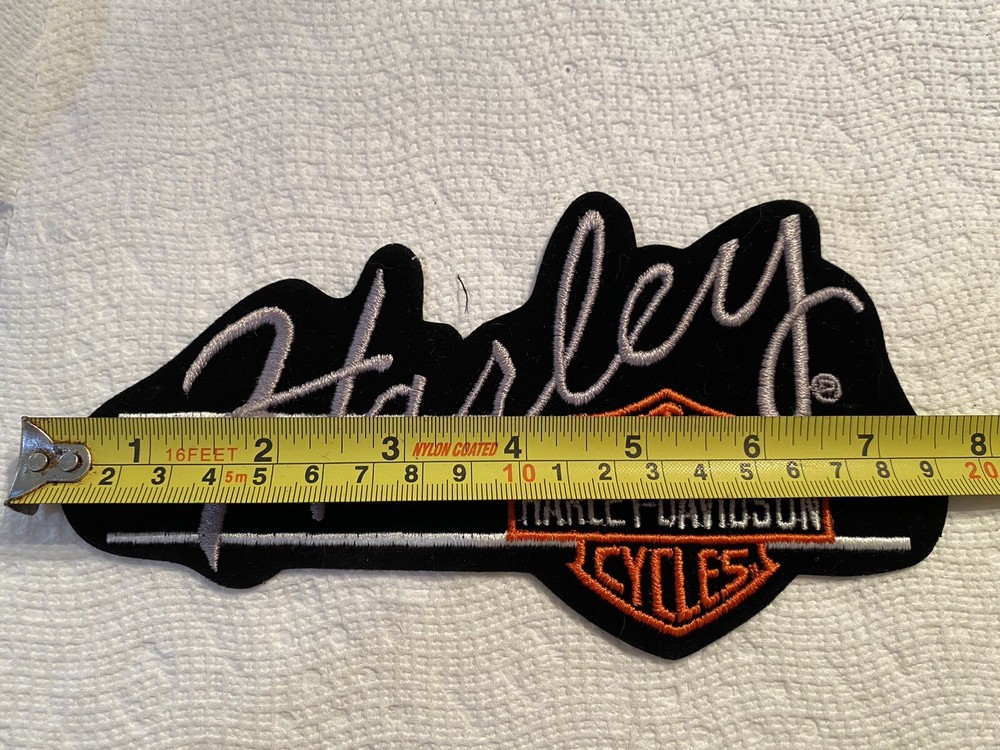 Harley ®
1 16FEET 2 3 NYLON COATED 4 5 6 7 8
2 3 4 5m 5 6 7 8 9 10 1 2 3 4 5 6 7 8 9 20
HARLEY-DAVIDSON
CYCLES